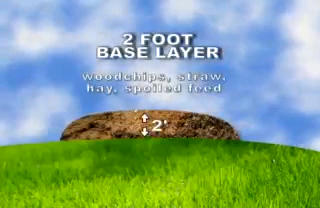 2 FOOT
BASE LAYER
woodchips, straw,
hay, spoiled feed
2'